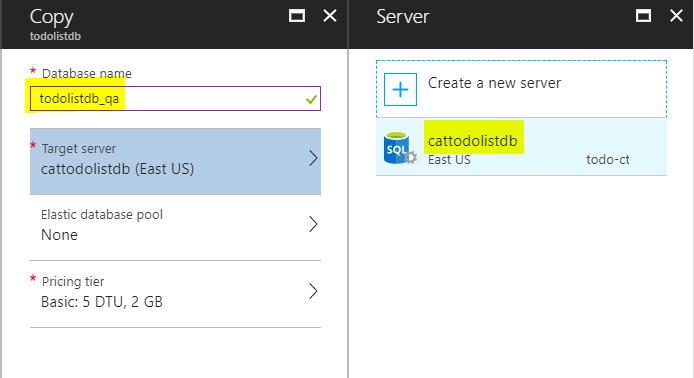 Copy
todolistdb
* Database name
todolistdb_qa
* Target server
cattodolistdb (East US)
Elastic database pool
None
* Pricing tier
Basic: 5 DTU, 2 GB
Server
Create a new server
SQL
cattodolistdb
East US todo-ct